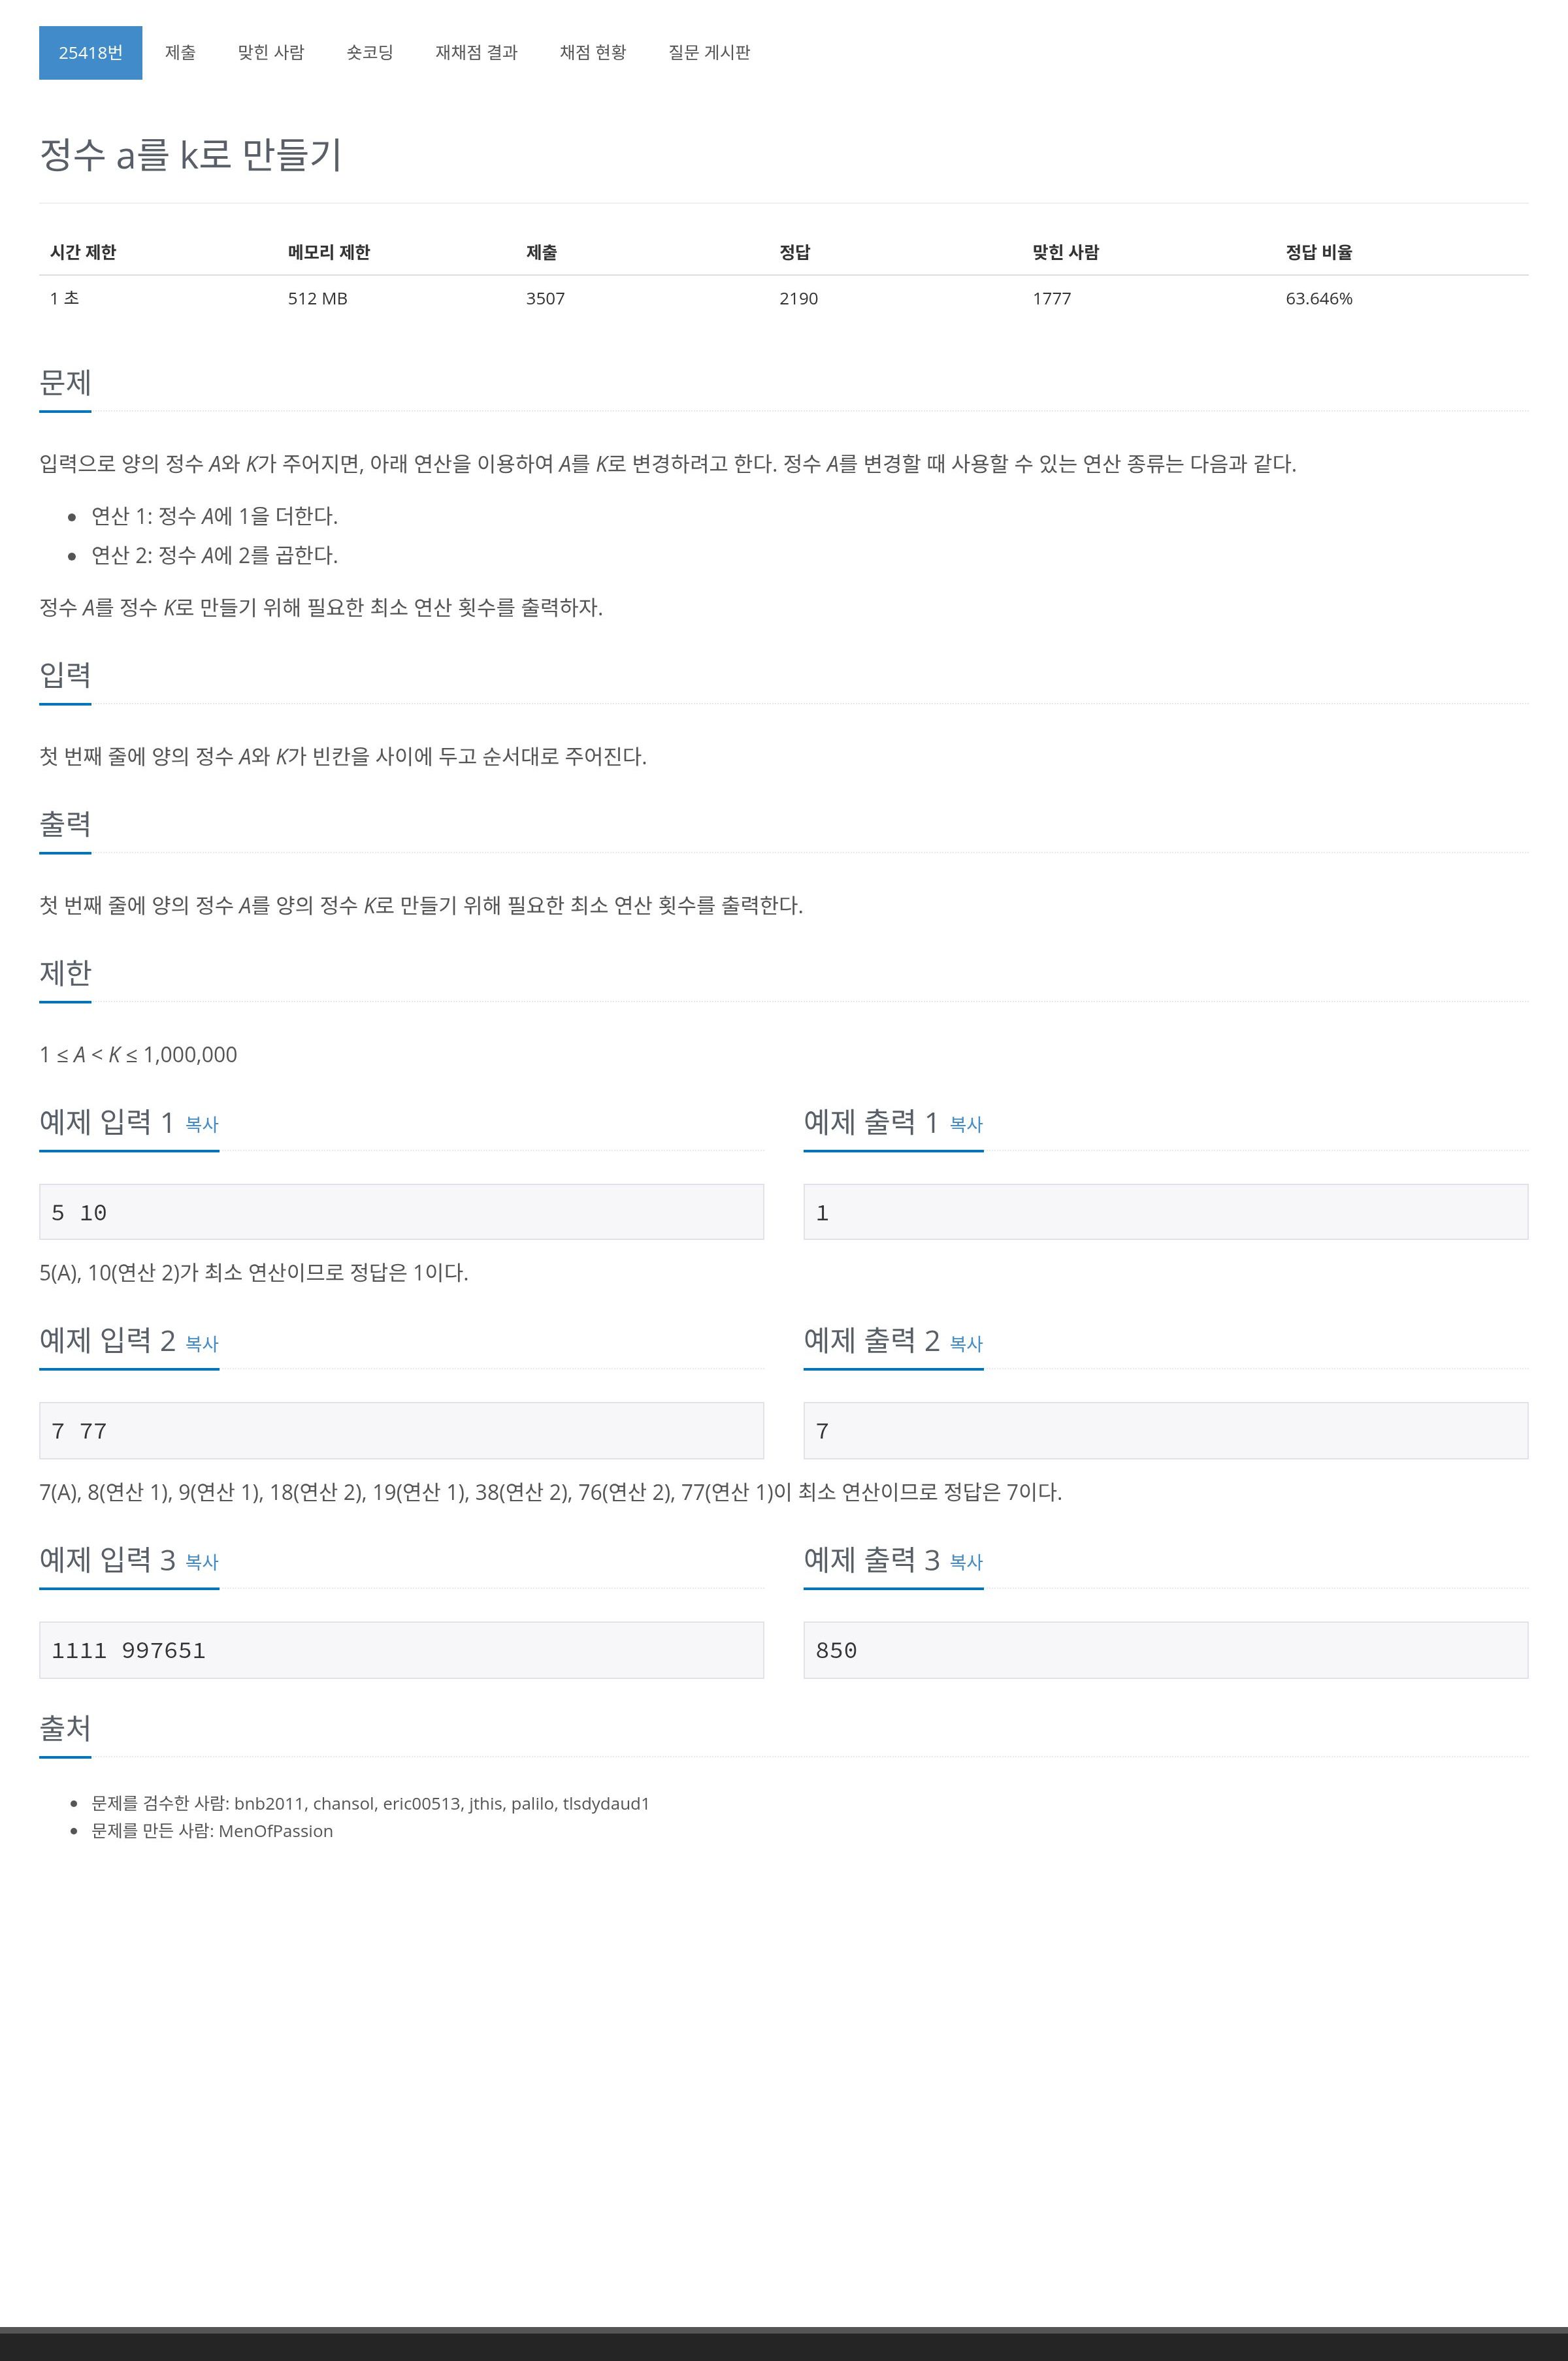 25418번 제출 맞힌 사람 숏코딩 재채점 결과 채점 현황 질문 게시판
정수 a를 k로 만들기
시간 제한 메모리 제한 제출 정답 맞힌 사람 정답 비율
1 초 512 MB 3507 2190 1777 63.646%
문제
입력으로 양의 정수 A와 K가 주어지면, 아래 연산을 이용하여 A를 K로 변경하려고 한다. 정수 A를 변경할 때 사용할 수 있는 연산 종류는 다음과 같다.
• 연산 1: 정수 A에 1을 더한다.
• 연산 2: 정수 A에 2를 곱한다.
정수 A를 정수 K로 만들기 위해 필요한 최소 연산 횟수를 출력하자.
입력
첫 번째 줄에 양의 정수 A와 K가 빈칸을 사이에 두고 순서대로 주어진다.
출력
첫 번째 줄에 양의 정수 A를 양의 정수 K로 만들기 위해 필요한 최소 연산 횟수를 출력한다.
제한
1 ≤ A < K ≤ 1,000,000
예제 입력 1 복사 예제 출력 1 복사
5 10 1
5(A), 10(연산 2)가 최소 연산이므로 정답은 1이다.
예제 입력 2 복사 예제 출력 2 복사
7 77 7
7(A), 8(연산 1), 9(연산 1), 18(연산 2), 19(연산 1), 38(연산 2), 76(연산 2), 77(연산 1)이 최소 연산이므로 정답은 7이다.
예제 입력 3 복사 예제 출력 3 복사
1111 997651 850
출처
• 문제를 검수한 사람: bnb2011, chansol, eric00513, jthis, palilo, tlsdydaud1
• 문제를 만든 사람: MenOfPassion